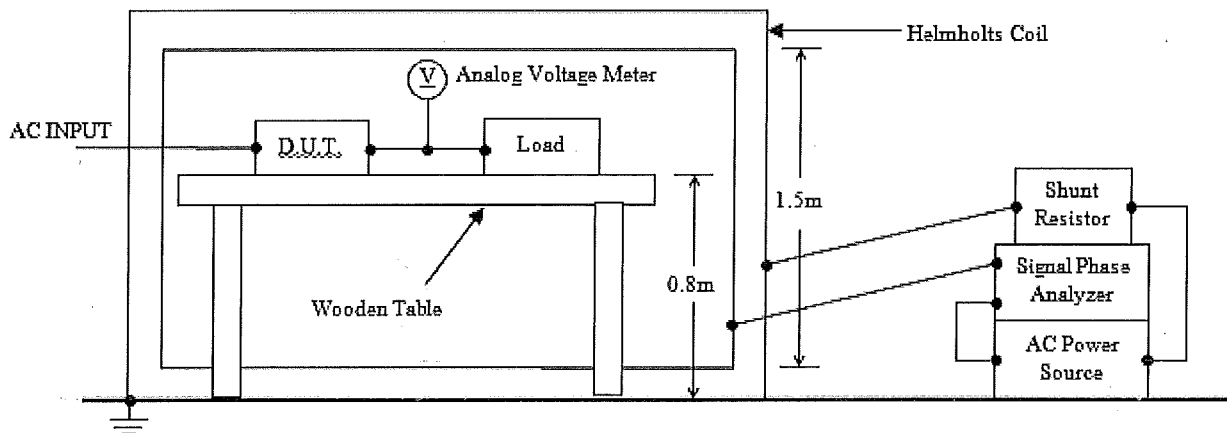 Helmholts Coil
V
Analog Voltage Meter
AC INPUT
D.U.T.
Load
1.5m
Shunt
Resistor
0.8m
Signal Phase
Analyzer
Wooden Table
AC Power
Source